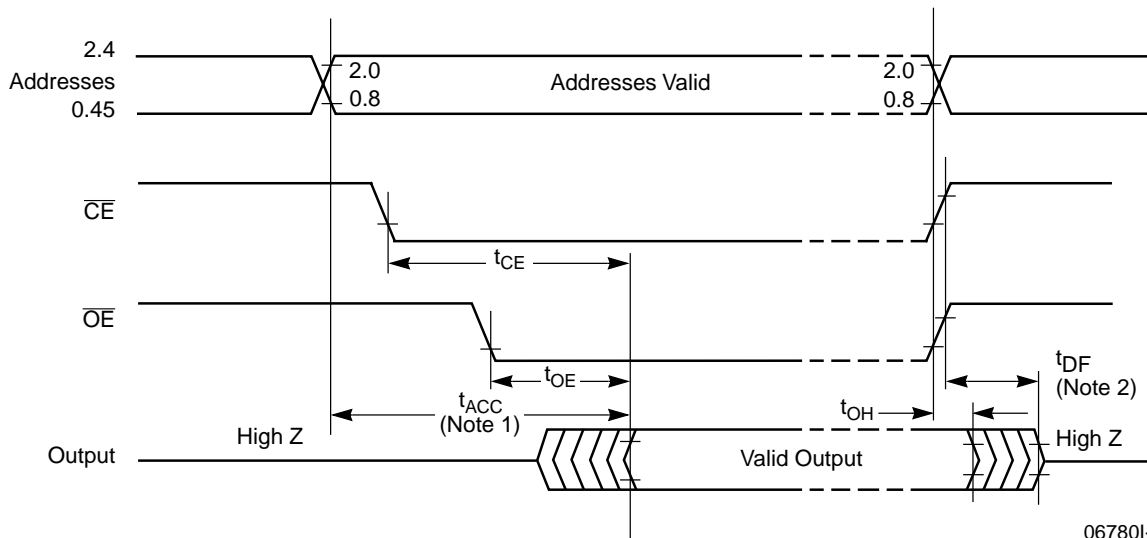 2.4
Addresses
0.45
2.0
0.8
Addresses Valid
2.0
0.8
CE
tCE
OE
tOE
tACC
(Note 1)
tOH
tDF
(Note 2)
Output
High Z
Valid Output
High Z